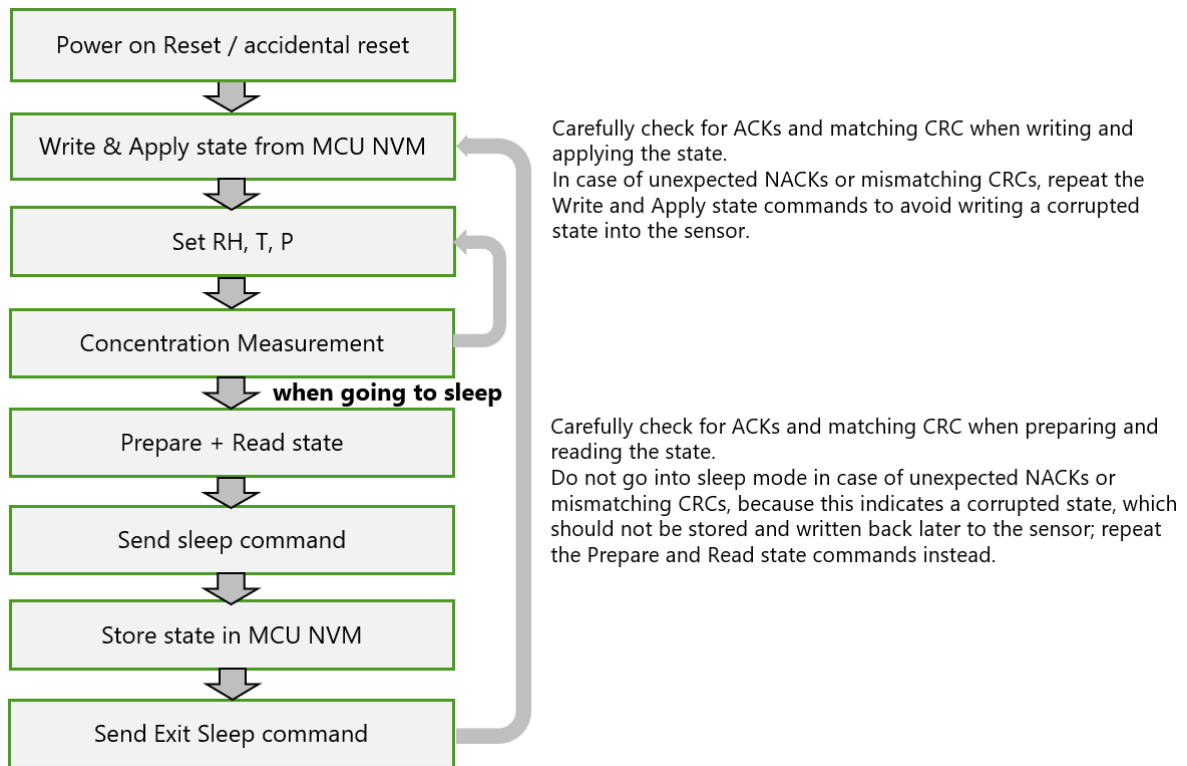 Power on Reset / accidental reset
Write & Apply state from MCU NVM
Carefully check for ACKs and matching CRC when writing and
applying the state.
In case of unexpected NACKs or mismatching CRCs, repeat the
Write and Apply state commands to avoid writing a corrupted
state into the sensor.
Set RH, T, P
Concentration Measurement
when going to sleep
Prepare + Read state
Carefully check for ACKs and matching CRC when preparing and
reading the state.
Do not go into sleep mode in case of unexpected NACKs or
mismatching CRCs, because this indicates a corrupted state, which
should not be stored and written back later to the sensor; repeat
the Prepare and Read state commands instead.
Send sleep command
Store state in MCU NVM
Send Exit Sleep command